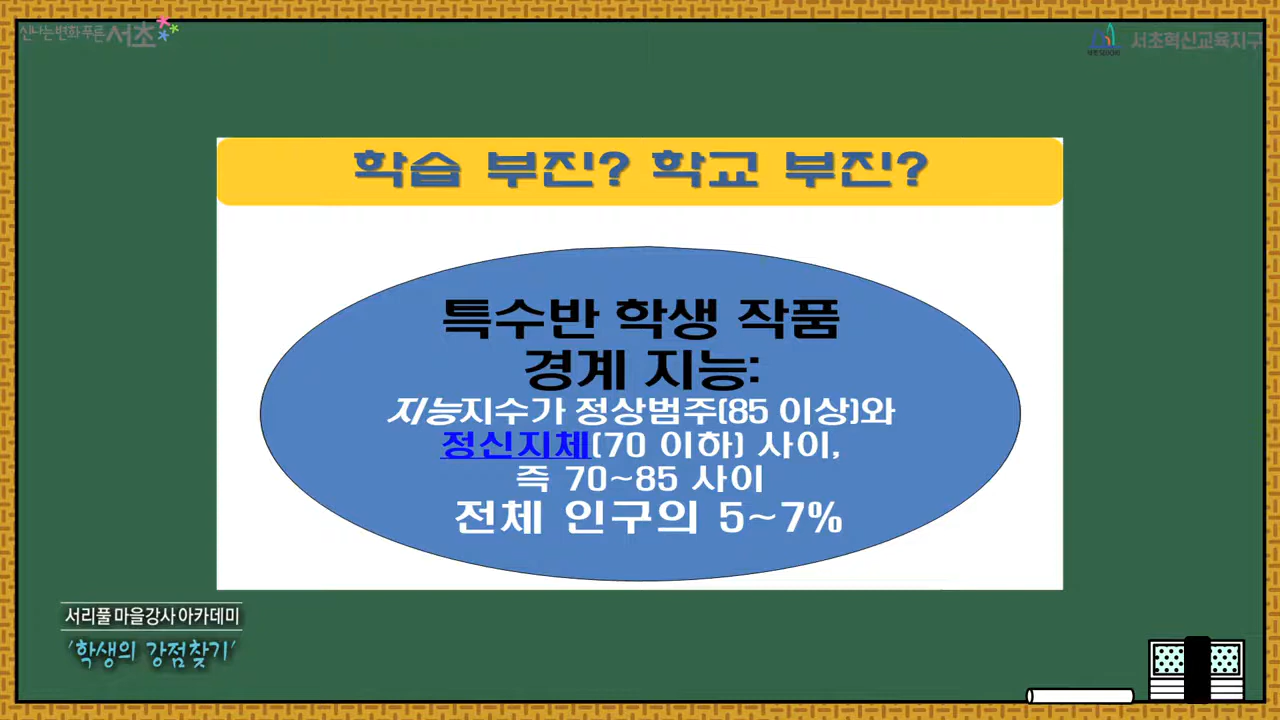 신나는 변화 푸른 서초
서초혁신교육지구
학습 부진? 학교 부진?
특수반 학생 작품
경계 지능:
지능지수가 정상범주(85 이상)와
정신지체(70 이하) 사이,
즉 70~85 사이
전체 인구의 5~7%
서리풀 마을강사 아카데미
'학생의 강점찾기'